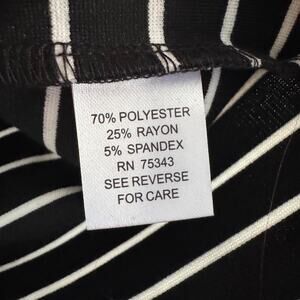 70% POLYESTER
25% RAYON
5% SPANDEX
RN 75343
SEE REVERSE
FOR CARE